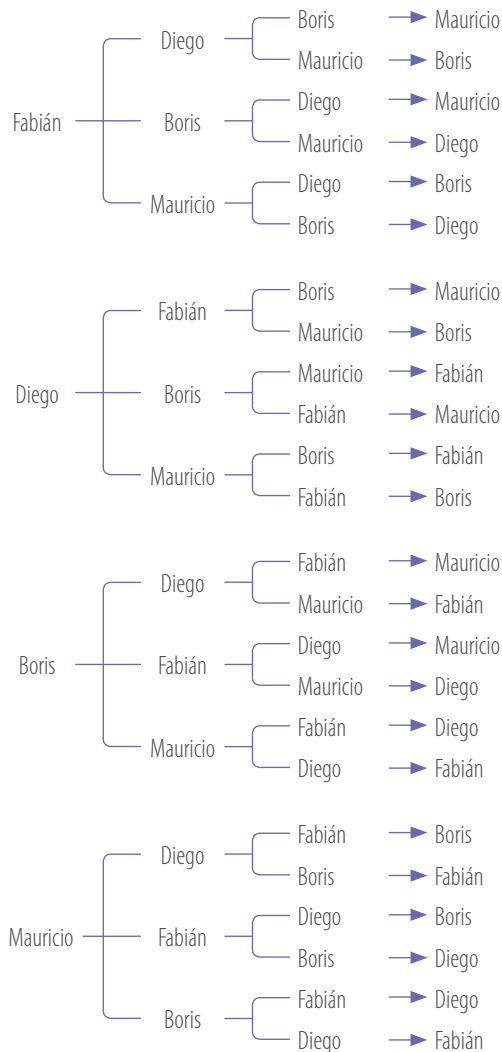 Boris Mauricio
Diego
Mauricio Boris
Diego Mauricio
Fabián Boris
Mauricio Diego
Diego Boris
Mauricio
Boris Diego
Boris Mauricio
Fabián
Mauricio Boris
Mauricio Fabián
Diego Boris
Fabián Mauricio
Boris Fabián
Mauricio
Fabián Boris
Fabián Mauricio
Diego
Mauricio Fabián
Diego Mauricio
Boris Fabián
Mauricio Diego
Fabián Diego
Mauricio
Diego Fabián
Fabián Boris
Diego
Boris Fabián
Diego Boris
Mauricio Fabián
Boris Diego
Fabián Diego
Boris
Diego Fabián